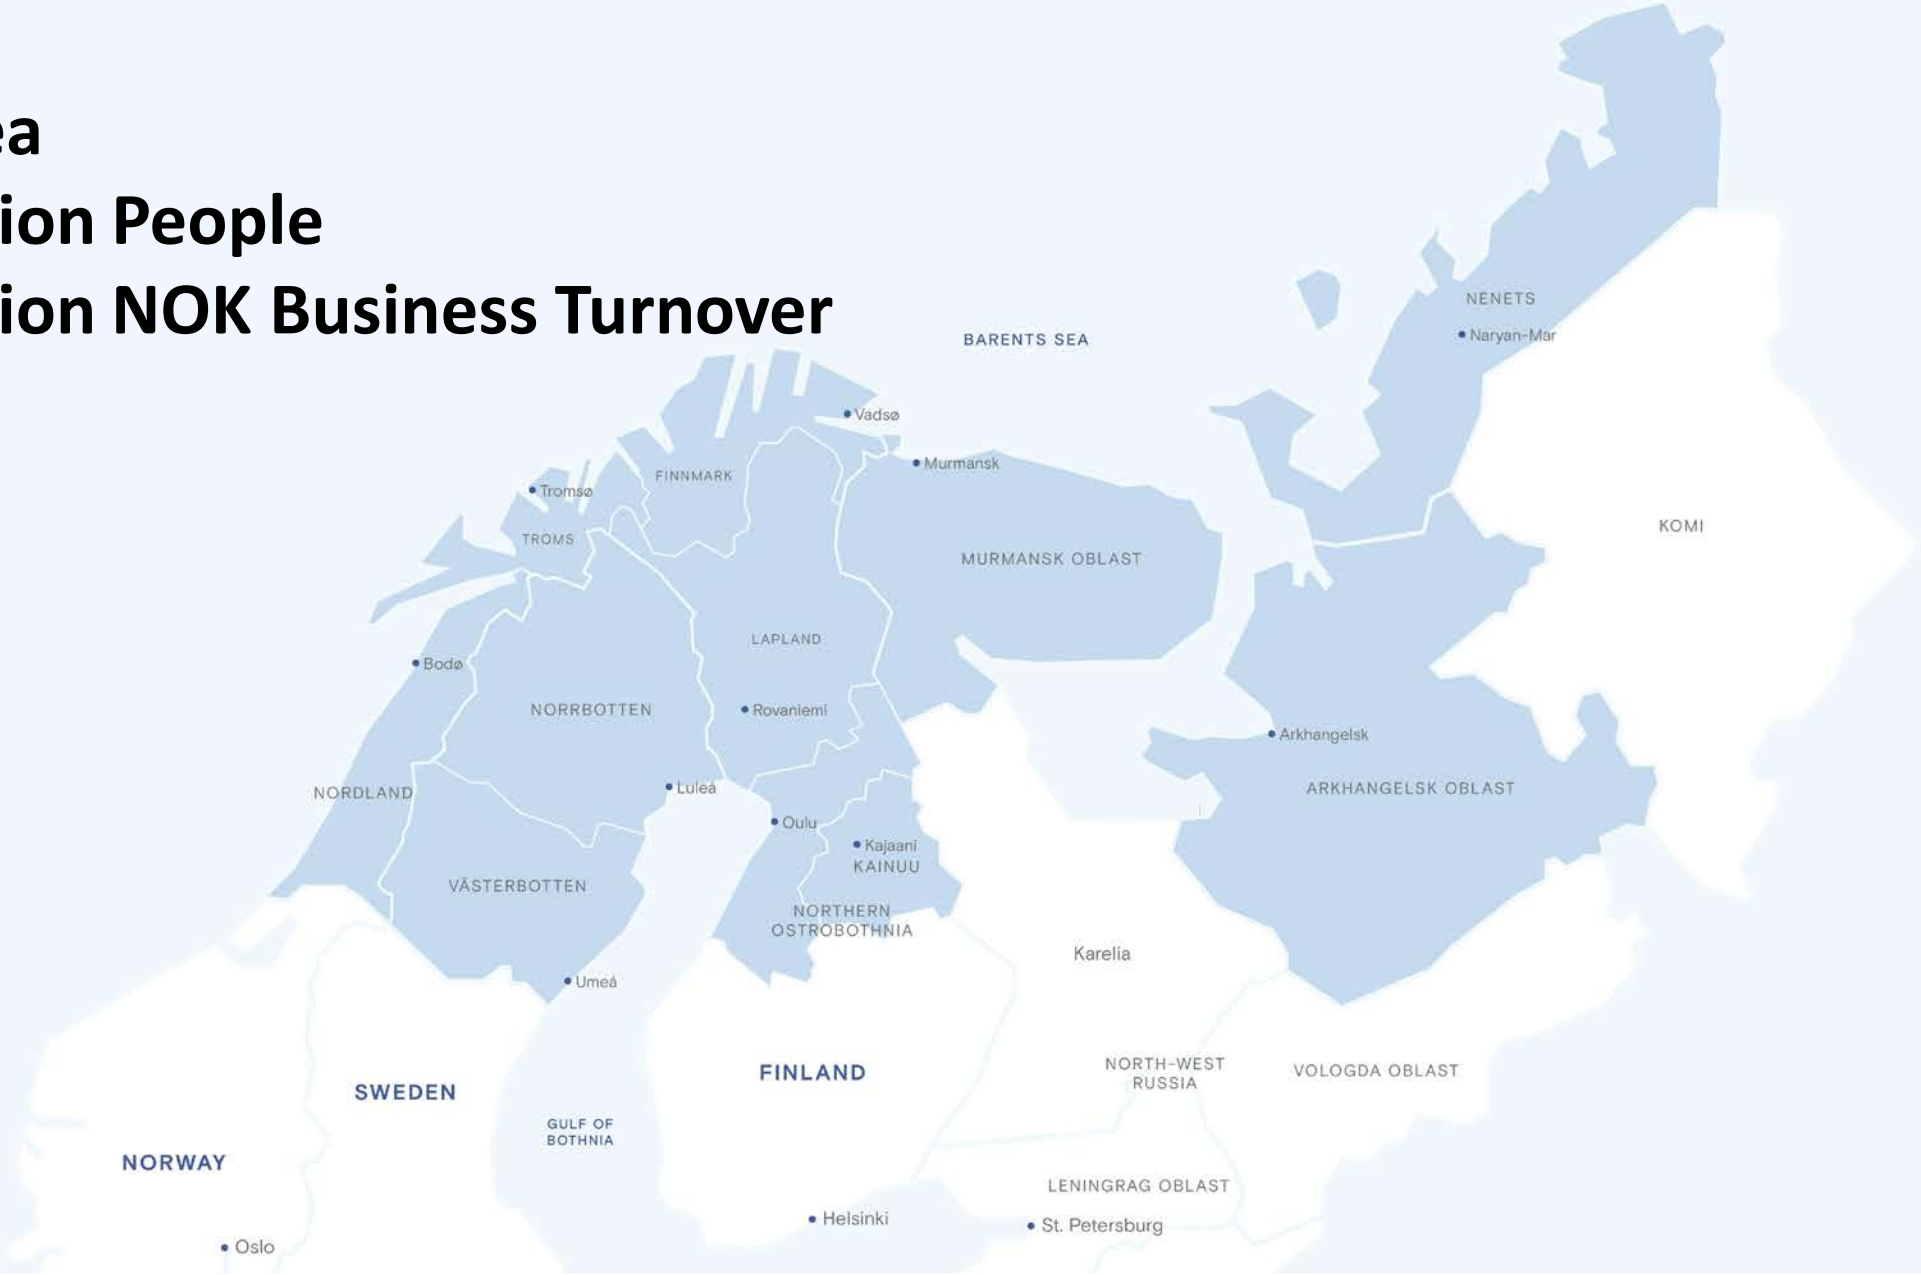 ea
ion People
ion NOK Business Turnover
BARENTS SEA
NENETS
Naryan-Mar
Vadsø
Murmansk
FINNMARK
Tromsø
TROMS
KOMI
MURMANSK OBLAST
LAPLAND
Bodø
NORRBOTTEN
Rovaniemi
Arkhangelsk
ARKHANGELSK OBLAST
NORDLAND
Luleå
Oulu
Kajaani
KAINUU
VÄSTERBOTTEN
NORTHERN
OSTROBOTHNIA
Karelia
Umeå
FINLAND
NORTH-WEST
RUSSIA
VOLOGDA OBLAST
SWEDEN
GULF OF
BOTHNIA
NORWAY
LENINGRAG OBLAST
Helsinki
St. Petersburg
Oslo